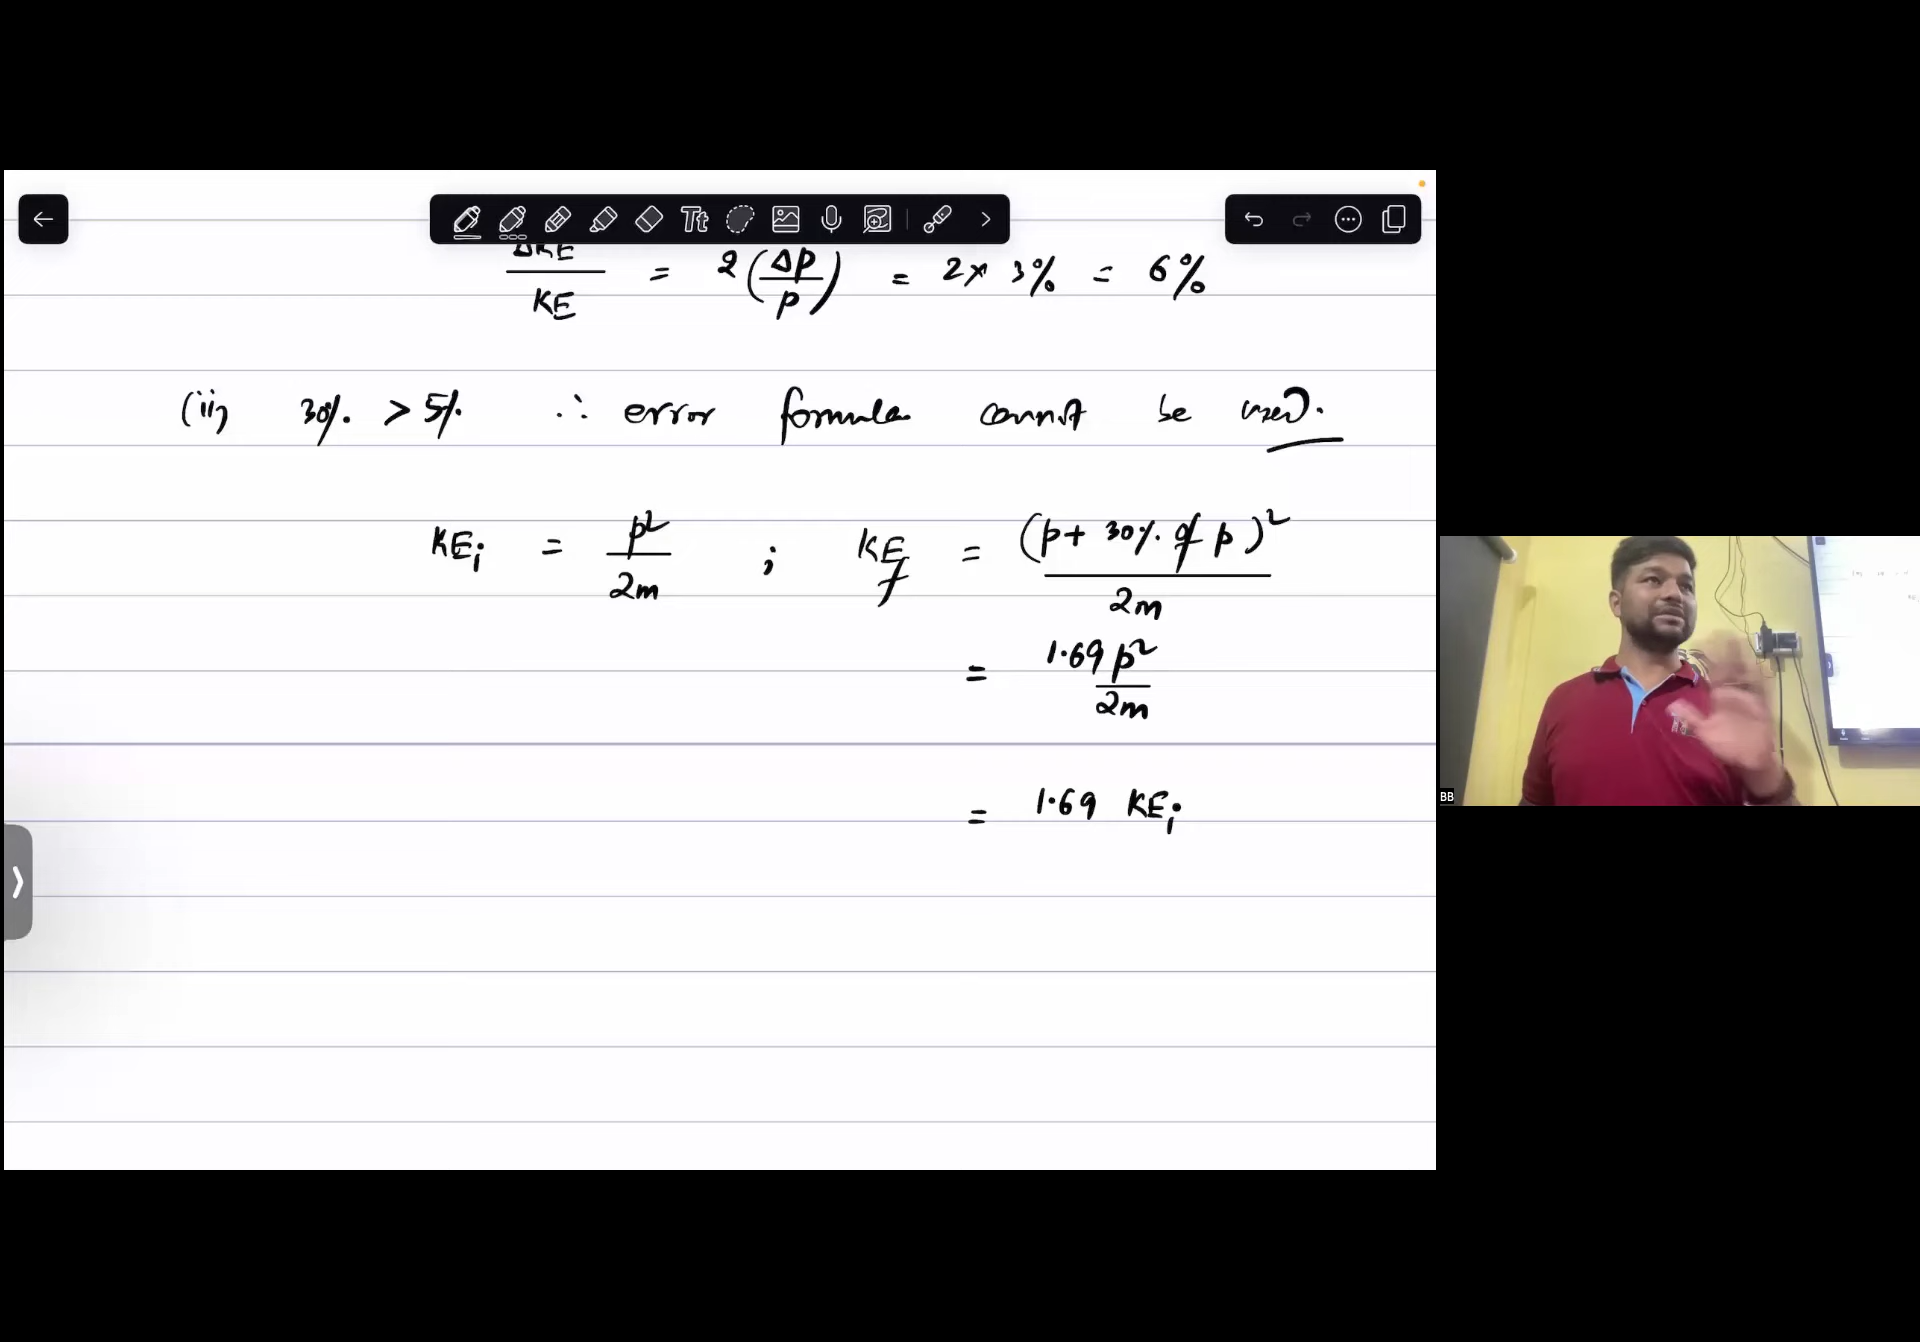 Tt
ΔKE / KE = 2 (Δp / p) = 2 × 3% = 6%
(ii) 30% > 5% ∴ error formula cannot be used.
KEi = p² / 2m ; KEf = (p + 30% of p)² / 2m
= 1.69 p² / 2m
= 1.69 KEi
BB